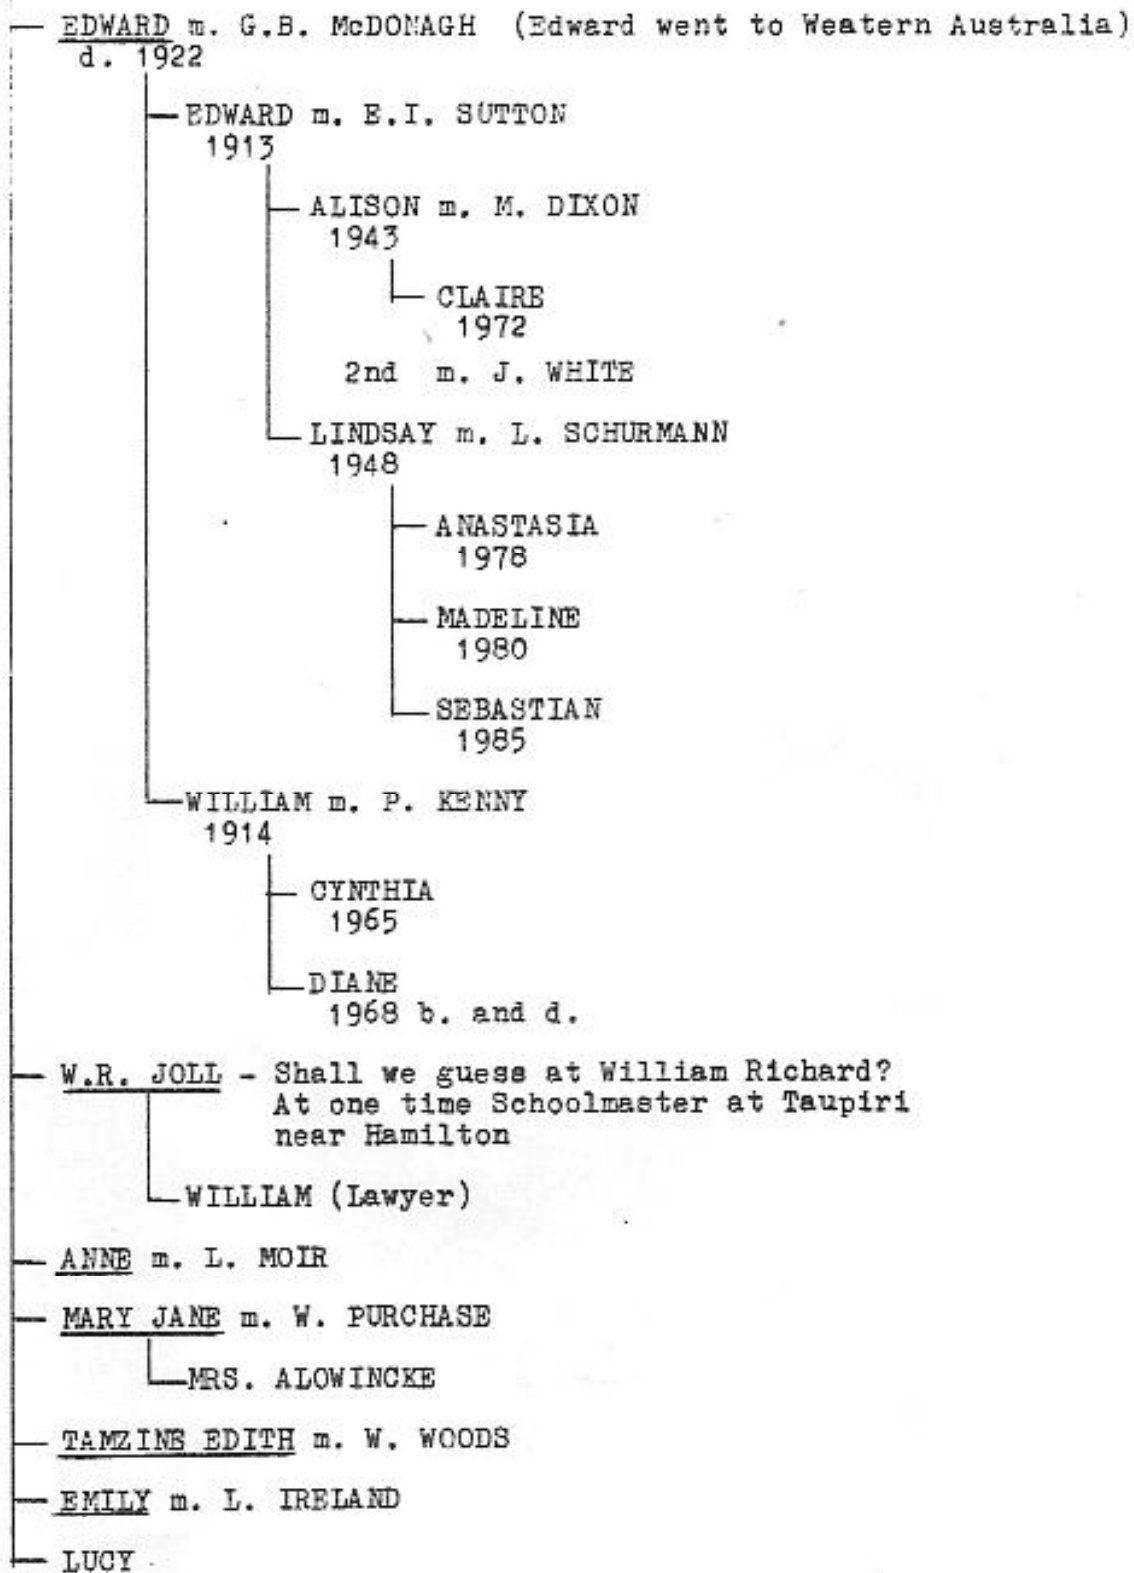 EDWARD m. G.B. McDONAGH (Edward went to Weatern Australia)
d. 1922
EDWARD m. E.I. SUTTON
1913
ALISON m. M. DIXON
1943
CLAIRE
1972
2nd m. J. WHITE
LINDSAY m. L. SCHURMANN
1948
ANASTASIA
1978
MADELINE
1980
SEBASTIAN
1985
WILLIAM m. P. KENNY
1914
CYNTHIA
1965
DIANE
1968 b. and d.
W.R. JOLL - Shall we guess at William Richard?
At one time Schoolmaster at Taupiri
near Hamilton
WILLIAM (Lawyer)
ANNE m. L. MOIR
MARY JANE m. W. PURCHASE
MRS. ALOWINCKE
TAMZINE EDITH m. W. WOODS
EMILY m. L. IRELAND
LUCY